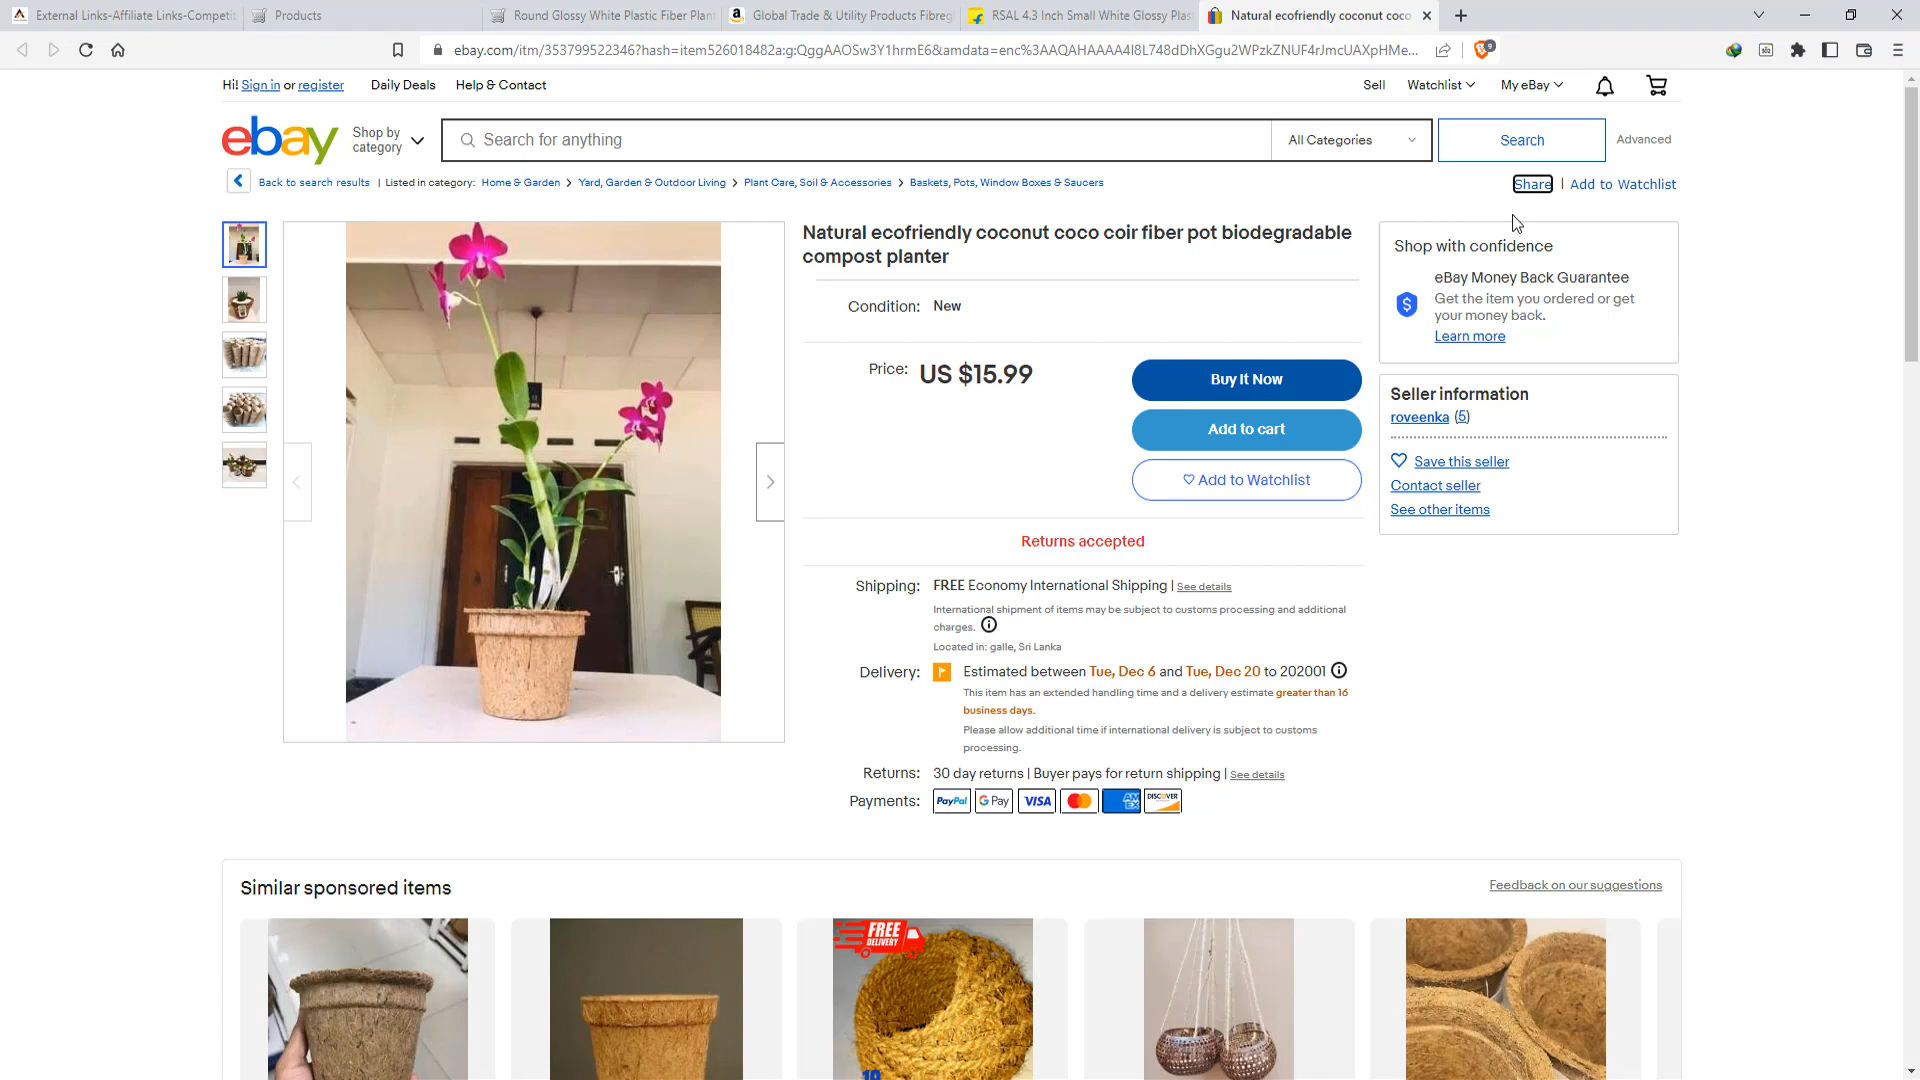 External Links-Affiliate Links-Competit
Products
Round Glossy White Plastic Fiber Plant
Global Trade & Utility Products Fibreg
RSAL 4.3 Inch Small White Glossy Plas
Natural ecofriendly coconut coco
ebay.com/itm/353799522346?hash=item526018482a:g:QggAAOSw3Y1hrmE6&amdata=enc%3AAQAHAAAA4I8L748dDhXGgu2WPzkZNUF4rJmcUAXpHMe...
9
Hi! Sign in or register
Daily Deals
Help & Contact
Sell
Watchlist
My eBay
ebay
Shop by
category
Search for anything
All Categories
Search
Advanced
Back to search results | Listed in category: Home & Garden > Yard, Garden & Outdoor Living > Plant Care, Soil & Accessories > Baskets, Pots, Window Boxes & Saucers
Share | Add to Watchlist
Natural ecofriendly coconut coco coir fiber pot biodegradable
compost planter
Condition: New
Price: US $15.99
Buy It Now
Add to cart
Add to Watchlist
Returns accepted
Shipping: FREE Economy International Shipping | See details
International shipment of items may be subject to customs processing and additional
charges.
Located in: galle, Sri Lanka
Delivery: Estimated between Tue, Dec 6 and Tue, Dec 20 to 202001
This item has an extended handling time and a delivery estimate greater than 16
business days.
Please allow additional time if international delivery is subject to customs
processing.
Returns: 30 day returns | Buyer pays for return shipping | See details
Payments: PayPal G Pay VISA AM EX DISCOVER
Shop with confidence
eBay Money Back Guarantee
Get the item you ordered or get
your money back.
Learn more
Seller information
roveenka (5)
Save this seller
Contact seller
See other items
Similar sponsored items
Feedback on our suggestions
FREE
DELIVERY